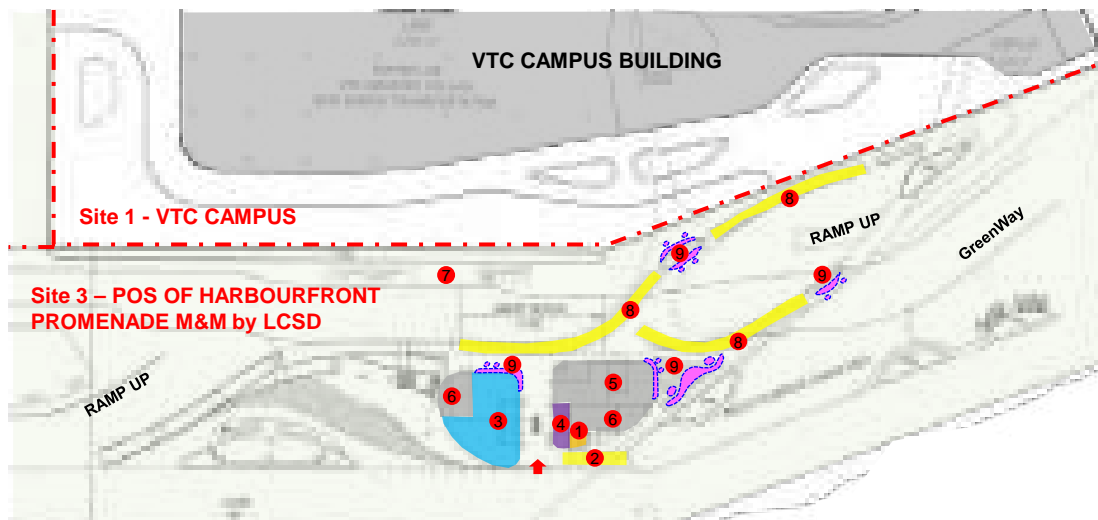 VTC CAMPUS BUILDING
Site 1 - VTC CAMPUS
8
RAMP UP
GreenWay
9
9
7
Site 3 – POS OF HARBOURFRONT
PROMENADE M&M by LCSD
8
8
RAMP UP
9
9
5
6
3
4
6
1
2